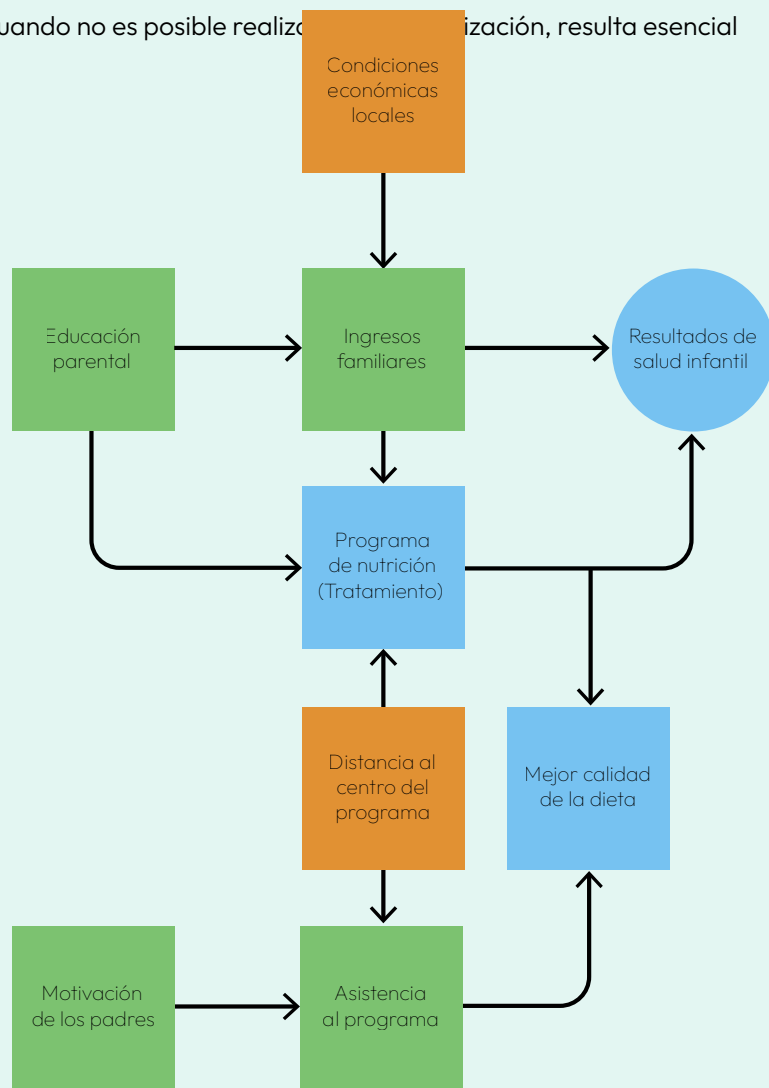 uando no es posible realiz
ización, resulta esencial
Condiciones
económicas
locales
Educación
parental
Ingresos
familiares
Resultados de
salud infantil
Programa
de nutrición
(Tratamiento)
Distancia al
centro del
programa
Mejor calidad
de la dieta
Motivación
de los padres
Asistencia
al programa